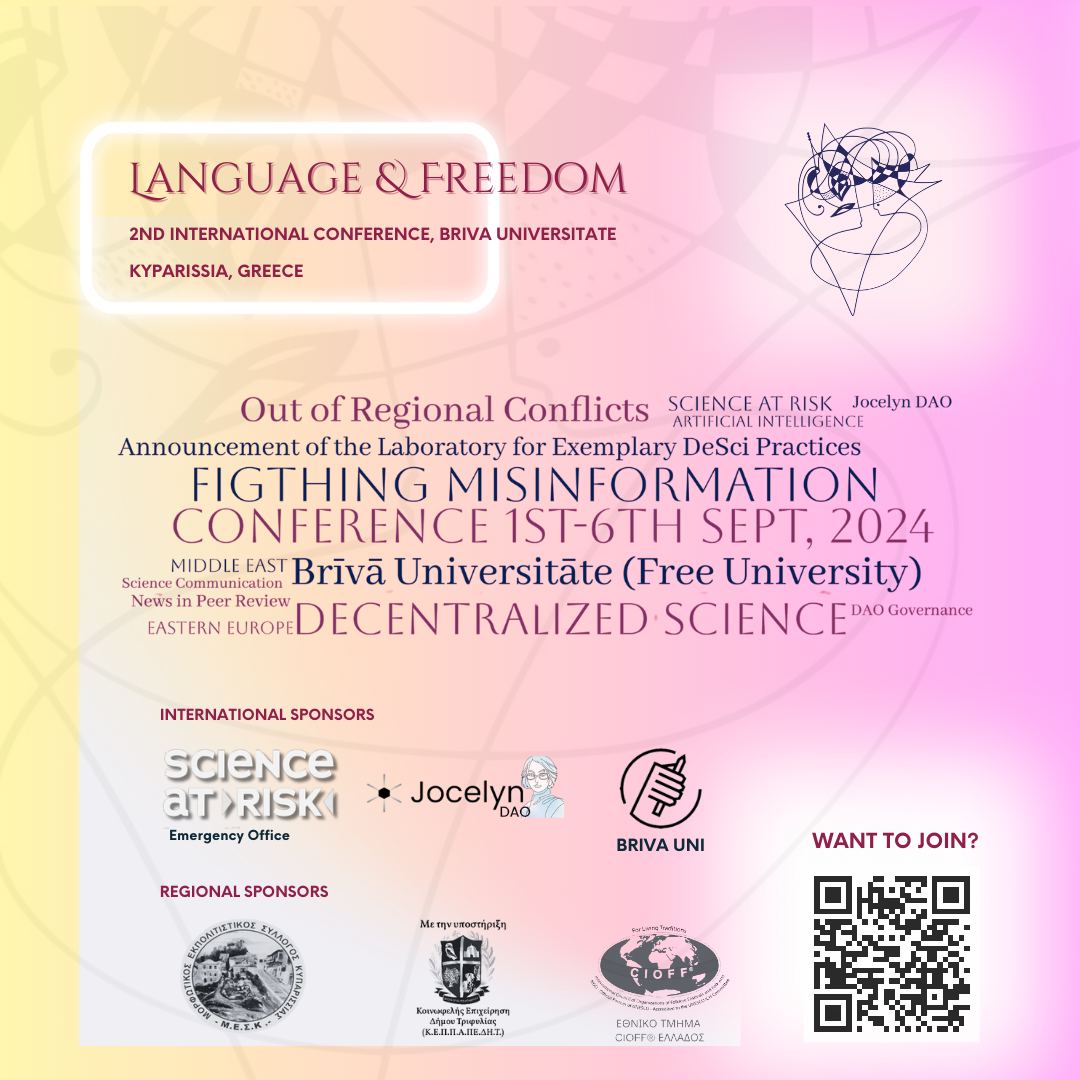 LANGUAGE & FREEDOM
2ND INTERNATIONAL CONFERENCE, BRIVA UNIVERSITATE
KYPARISSIA, GREECE
Out of Regional Conflicts
SCIENCE AT RISK
Jocelyn DAO
ARTIFICIAL INTELLIGENCE
Announcement of the Laboratory for Exemplary DeSci Practices
FIGTHING MISINFORMATION
CONFERENCE 1ST-6TH SEPT, 2024
MIDDLE EAST
Brīvā Universitāte (Free University)
Science Communication
News in Peer Review
EASTERN EUROPE
DECENTRALIZED SCIENCE
DAO Governance
INTERNATIONAL SPONSORS
SCIENCE
AT RISK
Emergency Office
Jocelyn
DAO
BRIVA UNI
WANT TO JOIN?
REGIONAL SPONSORS
ΜΟΡΦΩΤΙΚΟΣ ΕΚΠΟΛΙΤΙΣΤΙΚΟΣ ΣΥΛΛΟΓΟΣ ΚΥΠΑΡΙΣΣΙΑΣ
- Μ.Ε.Σ.Κ -
Με την υποστήριξη
Κοινωφελής Επιχείρηση
Δήμου Τριφυλίας
(Κ.Ε.Π.Π.Α.ΠΕ.ΔΗ.Τ.)
For Living Traditions
CIOFF®
ΕΘΝΙΚΟ ΤΜΗΜΑ
CIOFF® ΕΛΛΑΔΟΣ